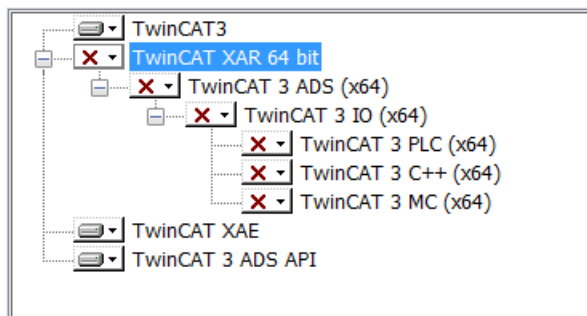 TwinCAT3
TwinCAT XAR 64 bit
TwinCAT 3 ADS (x64)
TwinCAT 3 IO (x64)
TwinCAT 3 PLC (x64)
TwinCAT 3 C++ (x64)
TwinCAT 3 MC (x64)
TwinCAT XAE
TwinCAT 3 ADS API